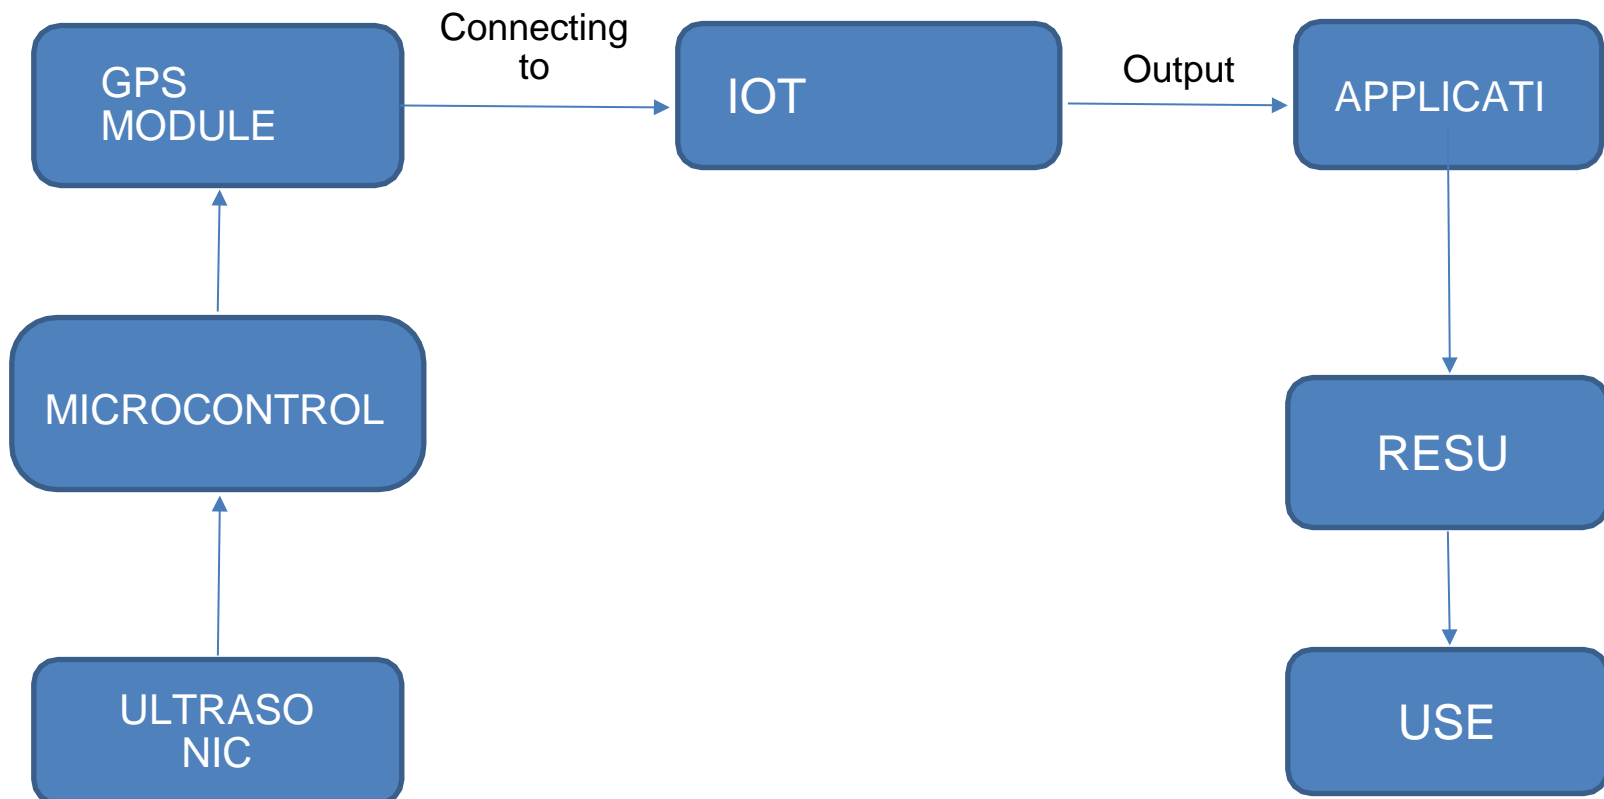 Connecting
to
GPS
MODULE
IOT
Output
APPLICATI
MICROCONTROL
RESU
ULTRASO
NIC
USE